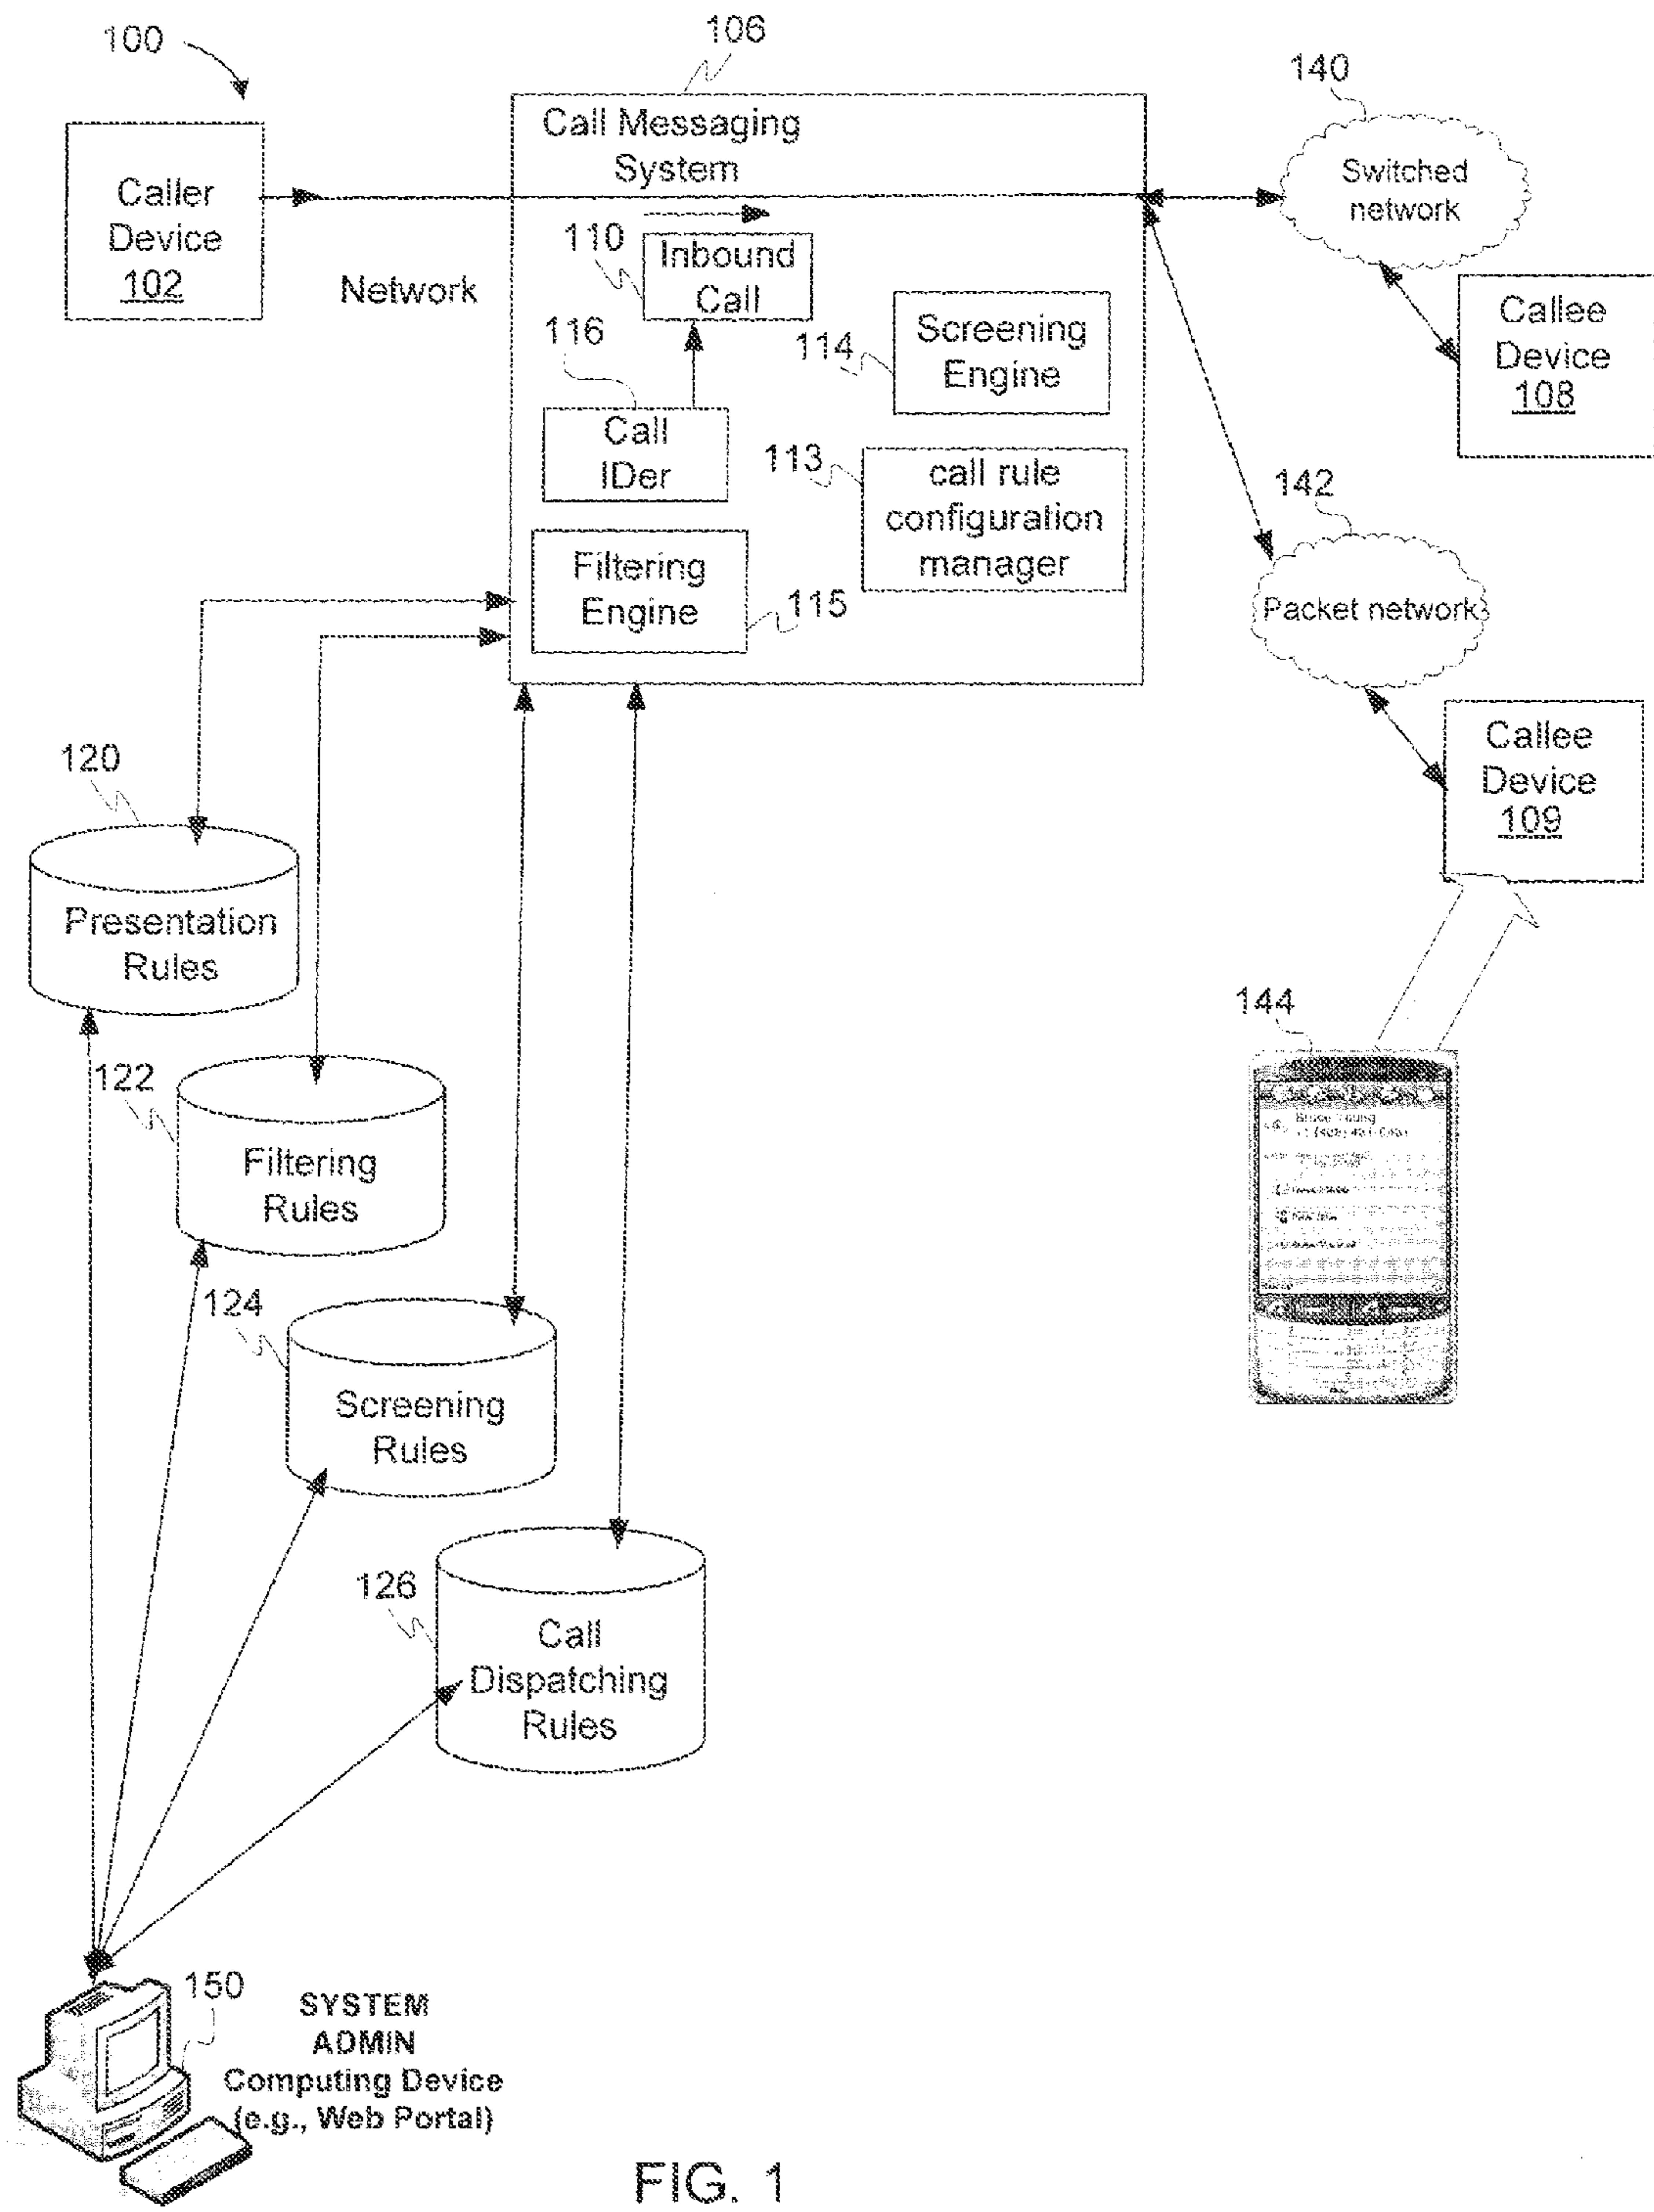 100
106
140
Call Messaging
System
Switched
network
Caller
Device
102
Network
110
Inbound
Call
Callee
Device
108
116
114
Screening
Engine
Call
IDer
113
call rule
configuration
manager
142
Filtering
Engine
115
Packet network
120
Callee
Device
109
Presentation
Rules
144
122
Filtering
Rules
124
Screening
Rules
126
Call
Dispatching
Rules
150
SYSTEM
ADMIN
Computing Device
(e.g., Web Portal)
FIG. 1